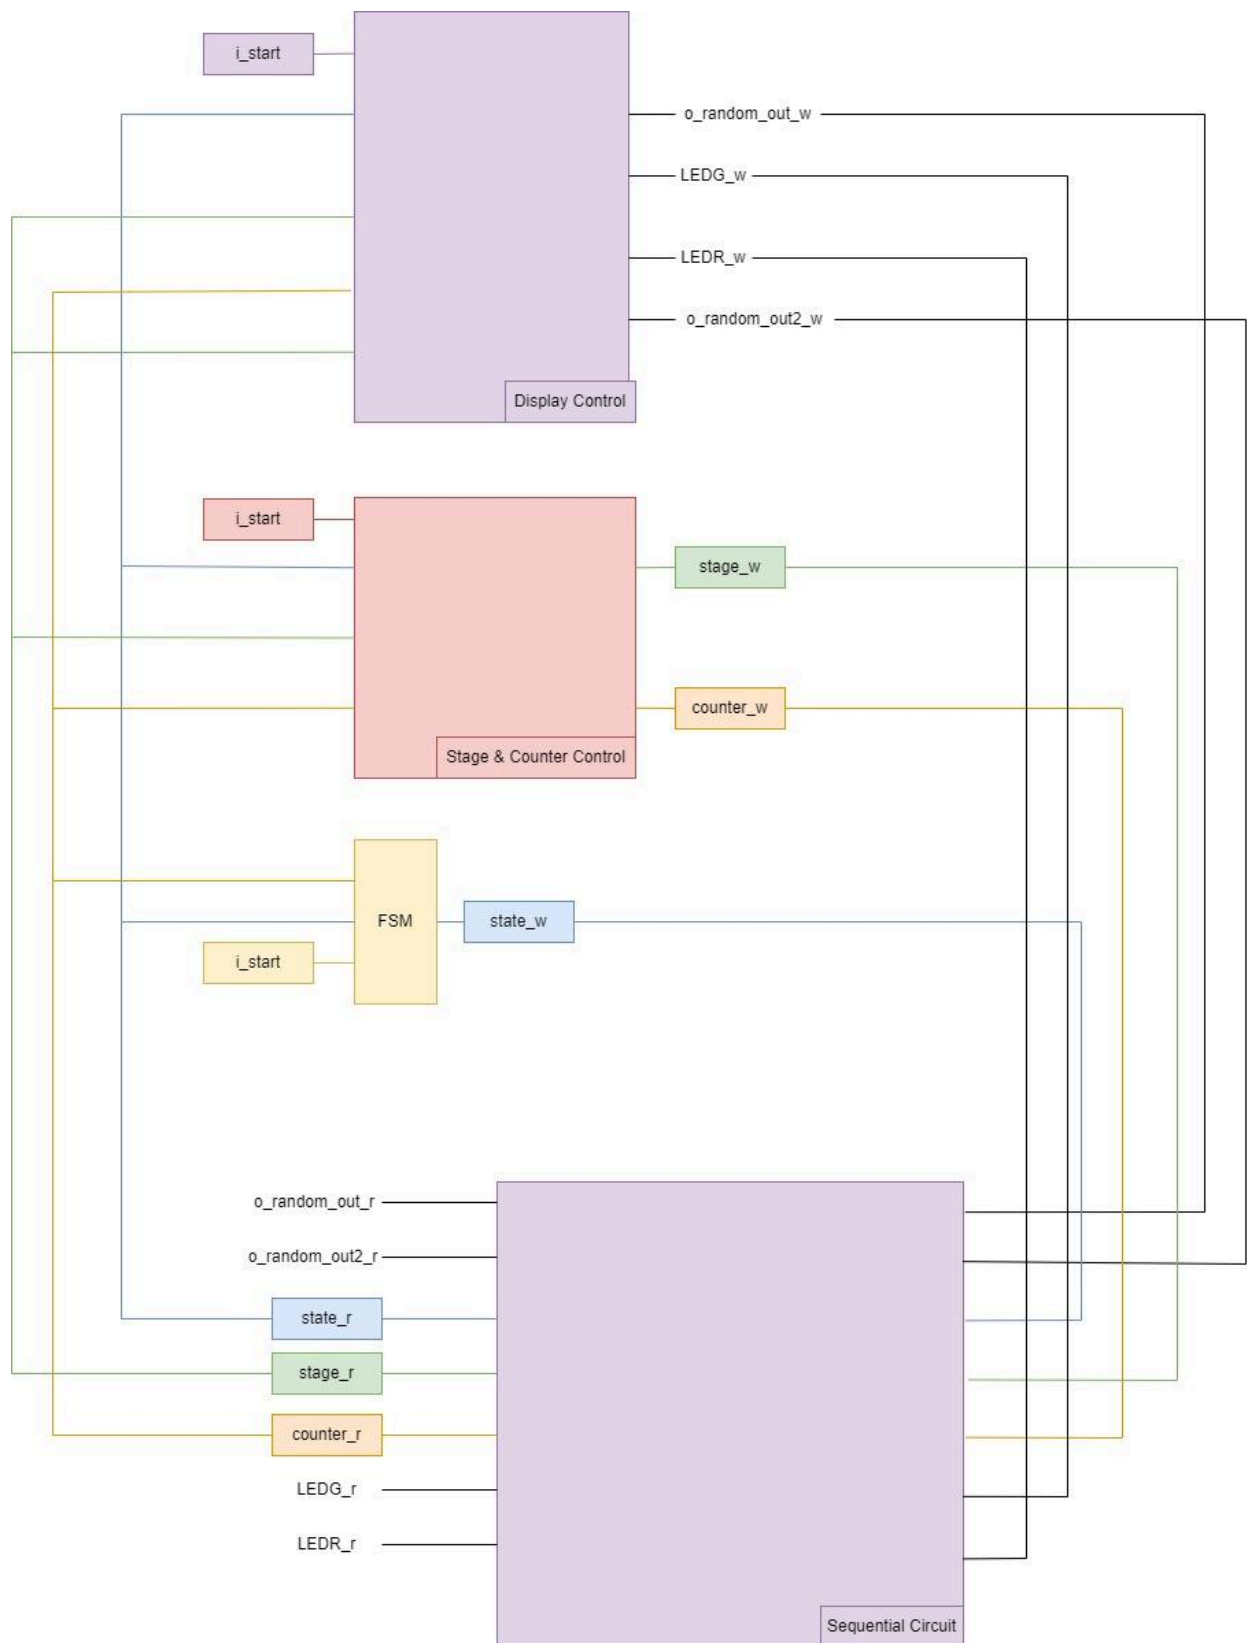 i_start
o_random_out_w
LEDG_w
LEDR_w
o_random_out2_w
Display Control
i_start
stage_w
counter_w
Stage & Counter Control
FSM
state_w
i_start
o_random_out_r
o_random_out2_r
state_r
stage_r
counter_r
LEDG_r
LEDR_r
Sequential Circuit